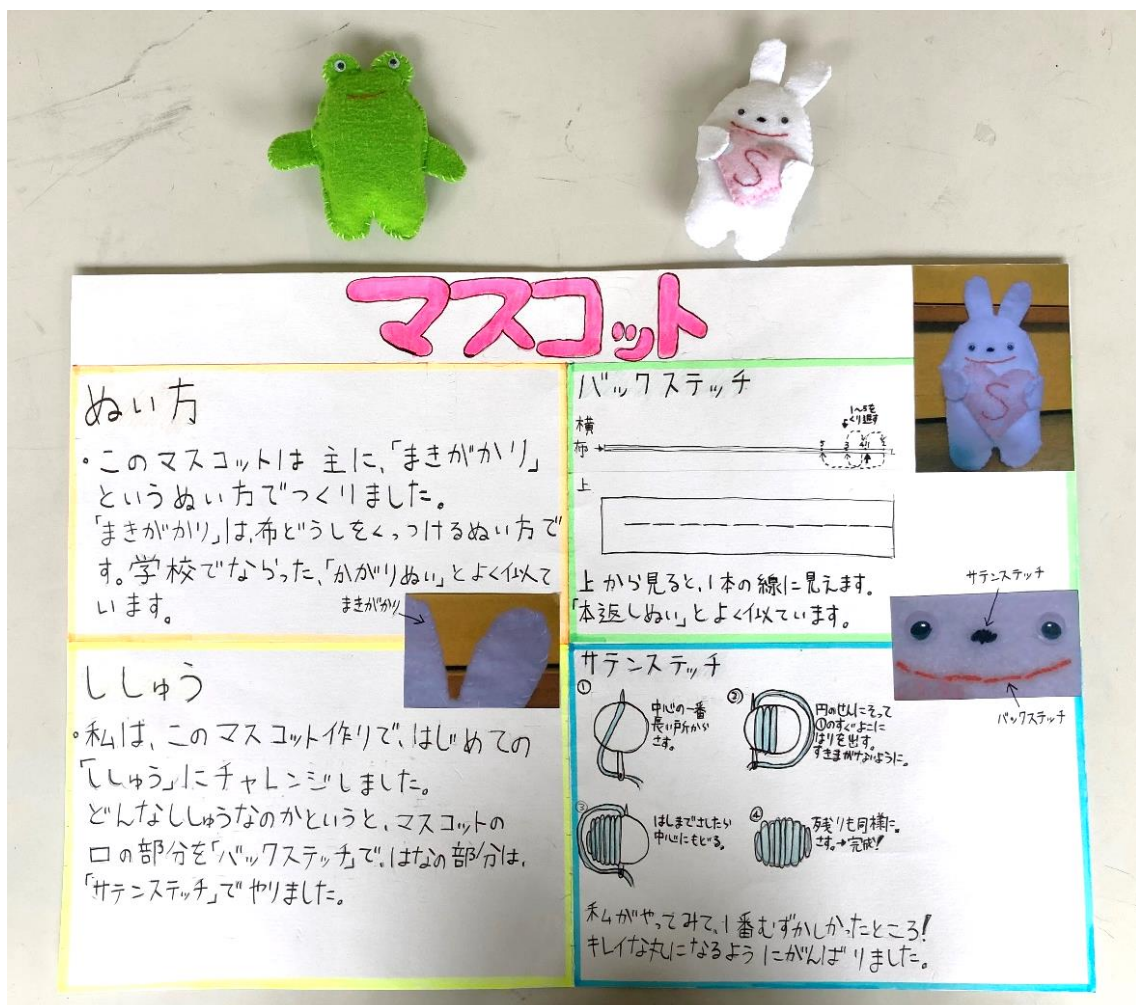 S
マスコット
S
ぬい方
・このマスコットは主に、「まきがかり」
というぬい方でつくりました。
「まきがかり」は、布どうしをくっつけるぬい方で
す。学校でならった、「かがりぬい」とよく似て
います。
まきがかり
バックステッチ
1~5を
くり返す
横
布
5 3 4 1 2
上
上から見ると、1本の線に見えます。
「本返しぬい」とよく似ています。
サテンステッチ
バックステッチ
ししゅう
・私は、このマスコット作りで、はじめての
「ししゅう」にチャレンジしました。
どんなししゅうなのかというと、マスコットの
口の部分を「バックステッチ」で、はなの部分は、
「サテンステッチ」でやりました。
サテンステッチ
①
中心の一番
長い所から
さす。
②
円のせんにそって
①のすぐよこに
はりを出す。
すきまがないように。
③
はしまでさしたら
中心にもどる。
④
残りも同様に
さす。→完成!
私がやってみて、1番むずかしかったところ!
キレイな丸になるようにがんばりました。